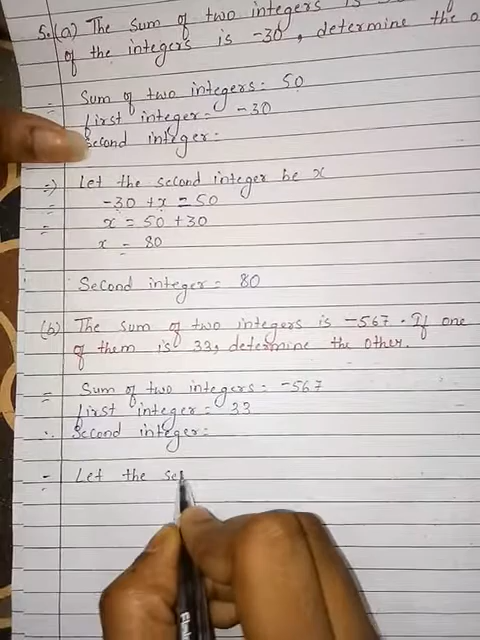 5.(a) The Sum of two integers is
of the integers is -30, determine the
= Sum of two integers = 50
First integer = -30
Second integer =
=) Let the second integer be x
= -30 + x = 50
= x = 50 + 30
x = 80
Second integer = 80
(b) The sum of two integers is -567. If one
of them is 33, determine the other.
= Sum of two integers = -567
First integer = 33
∴ Second integer =
= Let the se